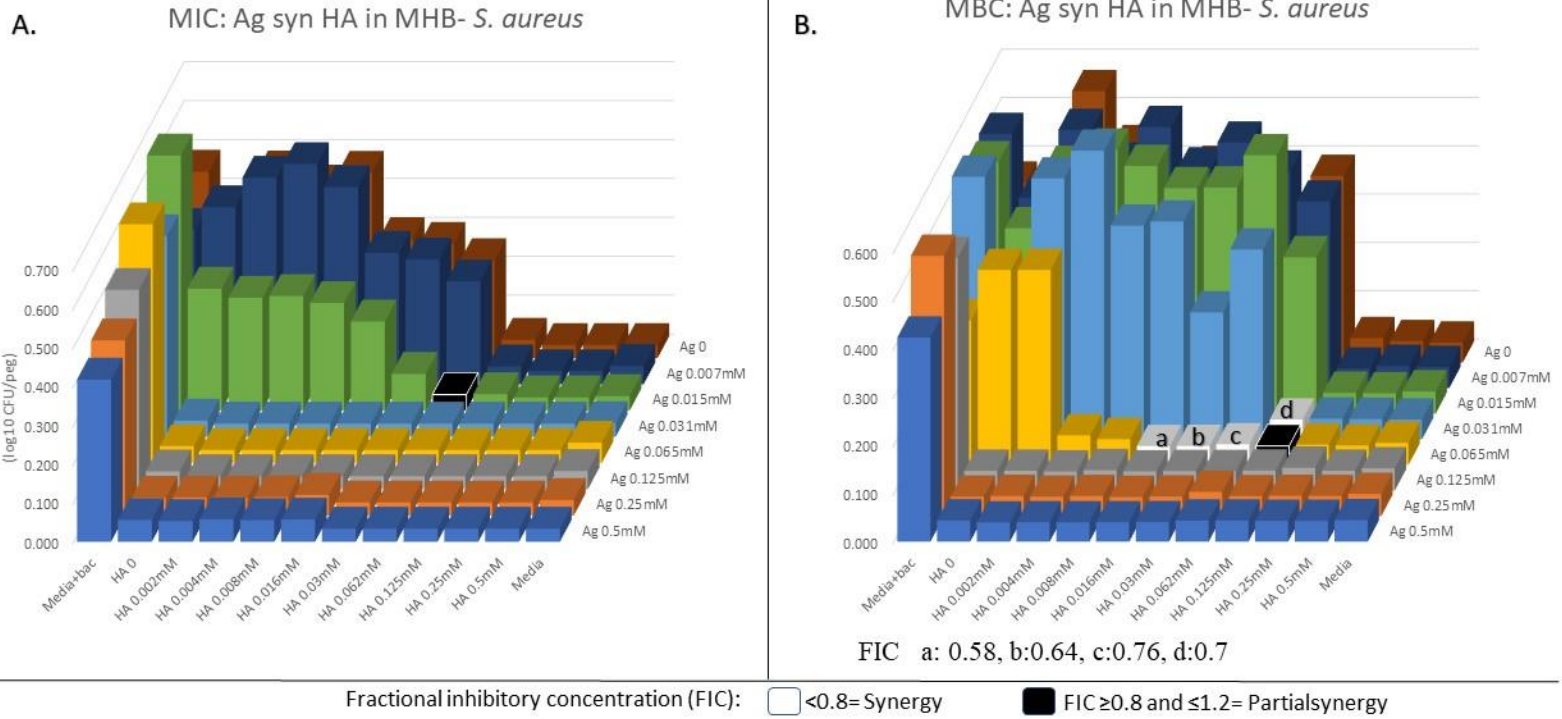 A.
MIC: Ag syn HA in MHB- S. aureus
(log10 CFU/peg)
0.700
0.600
0.500
0.400
0.300
0.200
0.100
0.000
Ag 0
Ag 0.007mM
Ag 0.015mM
Ag 0.031mM
Ag 0.065mM
Ag 0.125mM
Ag 0.25mM
Ag 0.5mM
Media+bac
HA 0
HA 0.002mM
HA 0.004mM
HA 0.008mM
HA 0.016mM
HA 0.03mM
HA 0.062mM
HA 0.125mM
HA 0.25mM
HA 0.5mM
Media
B.
MBC: Ag syn HA in MHB- S. aureus
0.600
0.500
0.400
0.300
0.200
0.100
0.000
a
b
c
d
Ag 0
Ag 0.007mM
Ag 0.015mM
Ag 0.031mM
Ag 0.065mM
Ag 0.125mM
Ag 0.25mM
Ag 0.5mM
Media+bac
HA 0
HA 0.002mM
HA 0.004mM
HA 0.008mM
HA 0.016mM
HA 0.03mM
HA 0.062mM
HA 0.125mM
HA 0.25mM
HA 0.5mM
Media
FIC a: 0.58, b:0.64, c:0.76, d:0.7
Fractional inhibitory concentration (FIC): <0.8= Synergy FIC ≥0.8 and ≤1.2= Partialsynergy